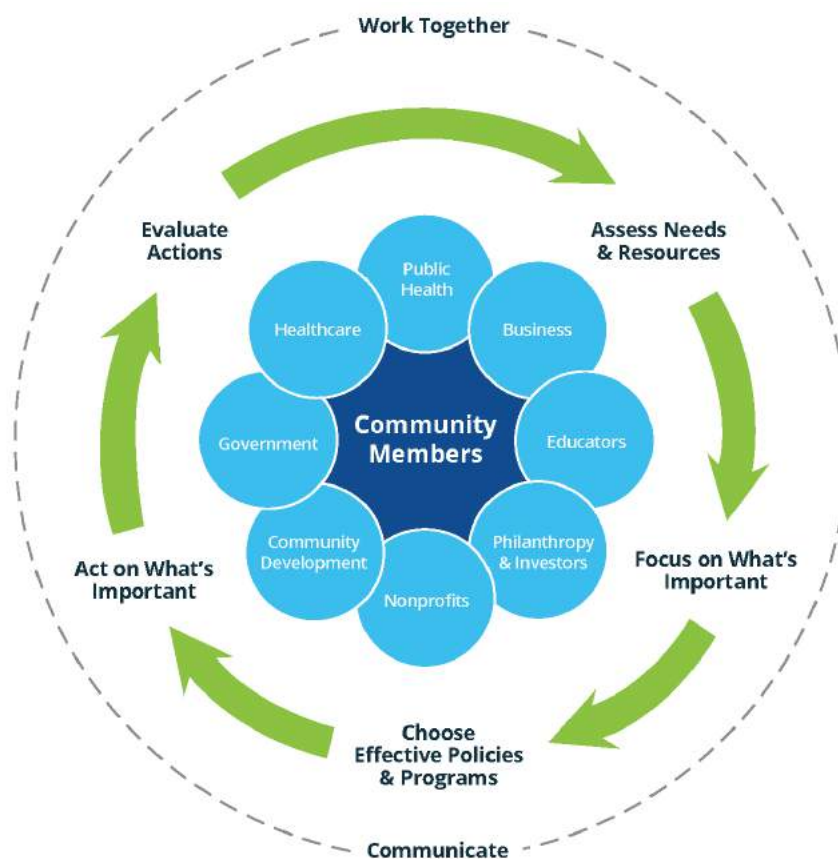 Work Together
Evaluate
Actions
Assess Needs
& Resources
Public
Health
Healthcare
Business
Community
Members
Government
Educators
Community
Development
Philanthropy
& Investors
Nonprofits
Act on What's
Important
Focus on What's
Important
Choose
Effective Policies
& Programs
Communicate